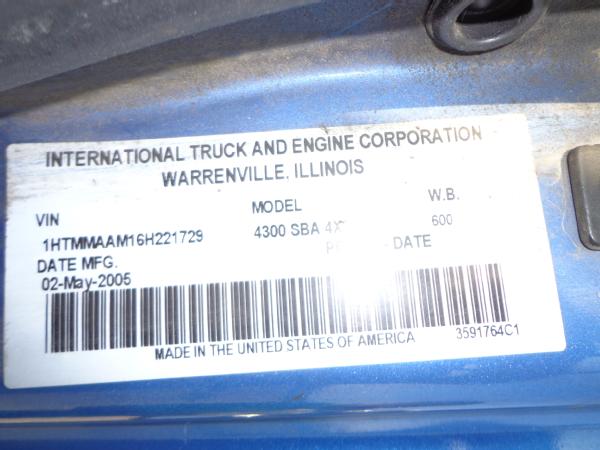 INTERNATIONAL TRUCK AND ENGINE CORPORATION
WARRENVILLE, ILLINOIS
VIN MODEL W.B.
1HTMMAAM16H221729 4300 SBA 600
DATE MFG. DATE
02-May-2005
MADE IN THE UNITED STATES OF AMERICA 3591764C1